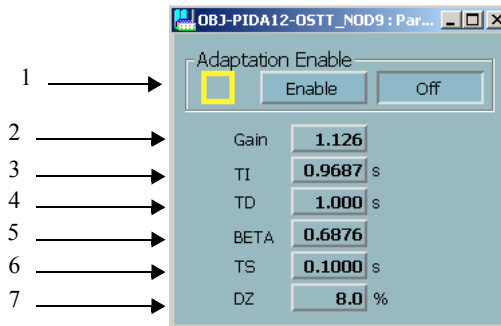 OBJ-PIDA12-OSTT_NOD9 : Par...
Adaptation Enable
1 Enable Off
2 Gain 1.126
3 TI 0.9687 s
4 TD 1.000 s
5 BETA 0.6876
6 TS 0.1000 s
7 DZ 8.0 %